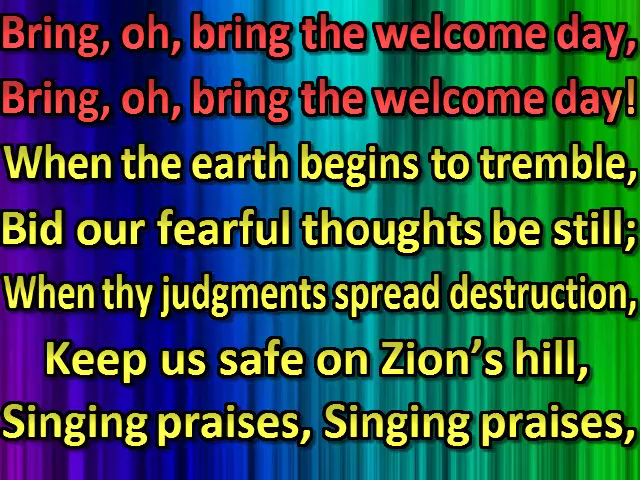 Bring, oh, bring the welcome day,
Bring, oh, bring the welcome day!
When the earth begins to tremble,
Bid our fearful thoughts be still;
When thy judgments spread destruction,
Keep us safe on Zion’s hill,
Singing praises, Singing praises,